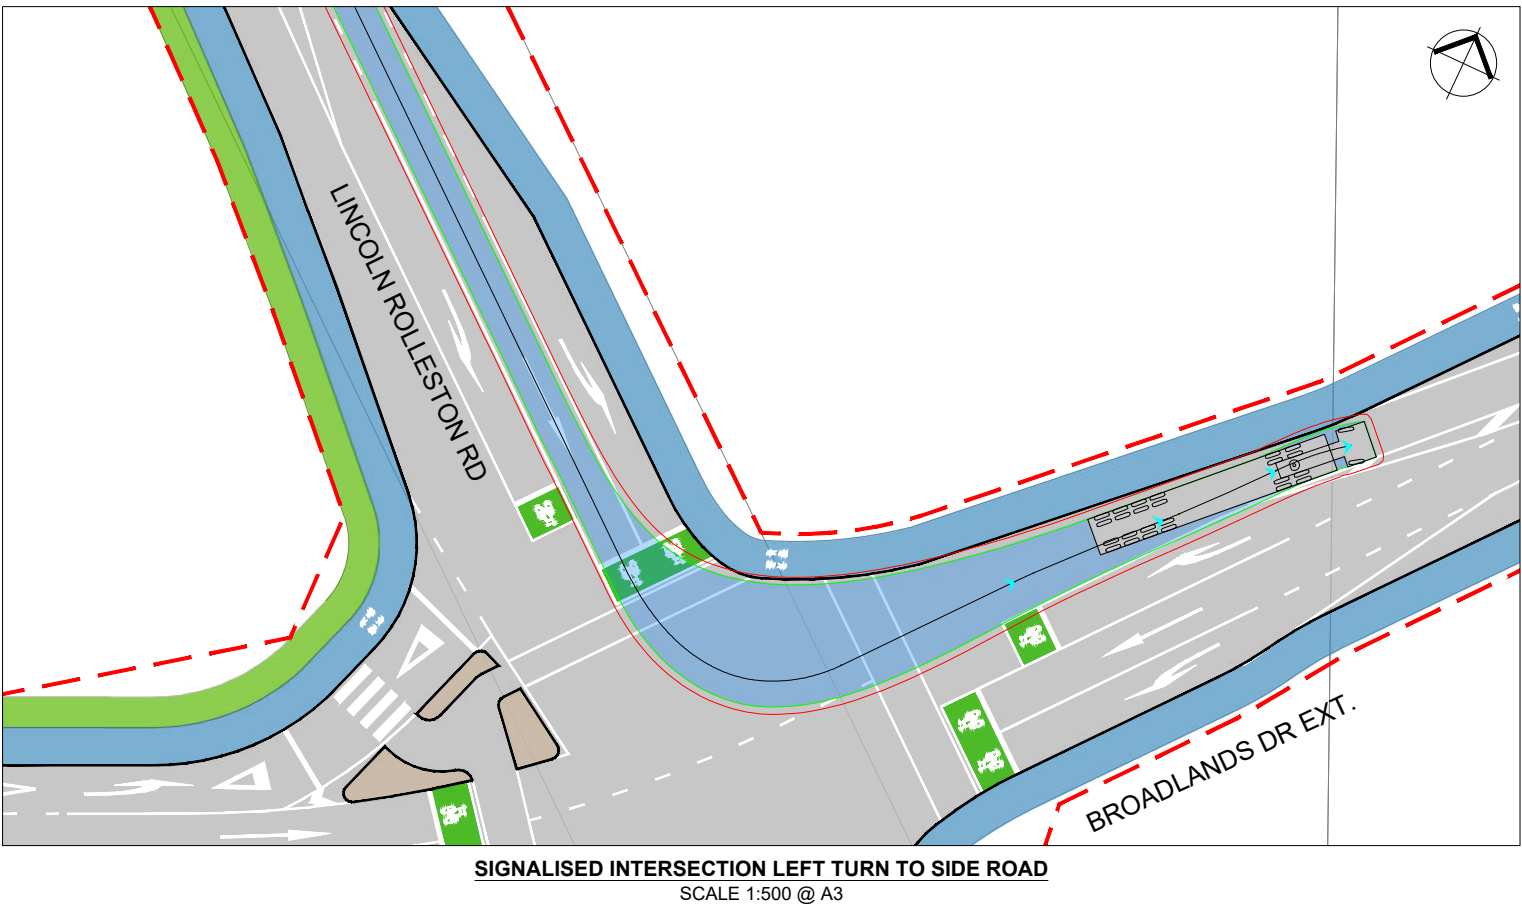 LINCOLN ROLLESTON RD
BROADLANDS DR EXT.
SIGNALISED INTERSECTION LEFT TURN TO SIDE ROAD
SCALE 1:500 @ A3